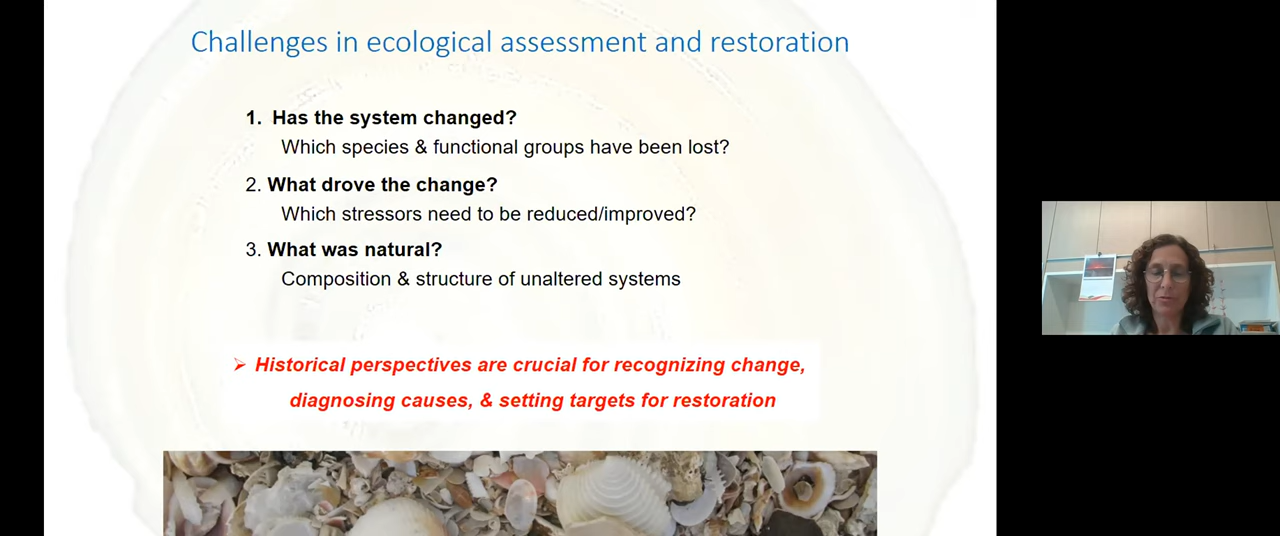 Challenges in ecological assessment and restoration
1. Has the system changed?
Which species & functional groups have been lost?
2. What drove the change?
Which stressors need to be reduced/improved?
3. What was natural?
Composition & structure of unaltered systems
➢ Historical perspectives are crucial for recognizing change,
diagnosing causes, & setting targets for restoration